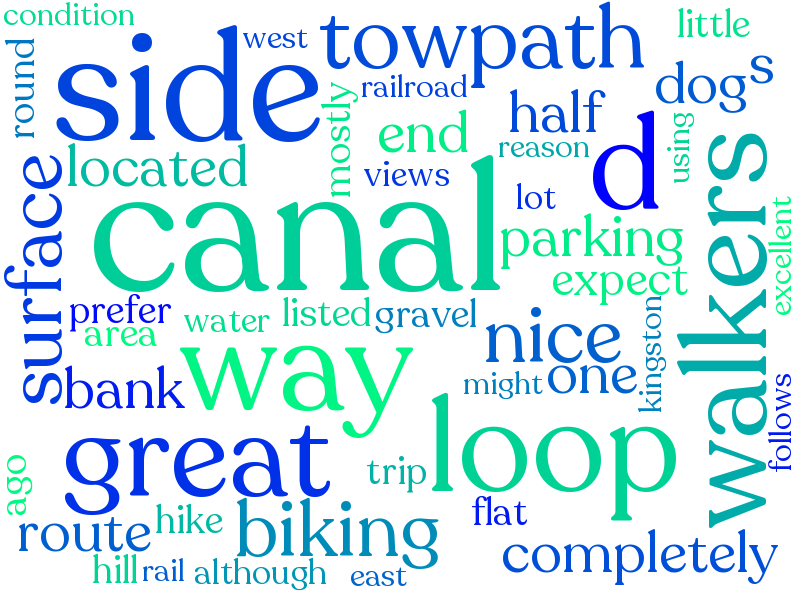 condition
west
towpath
little
round
side
railroad
dogs
mostly
half
end
reason
using
located
views
d
lot
walkers
surface
canal
parking
excellent
expect
prefer
area
water
listed
gravel
nice
kingston
way
bank
might
one
follows
great
loop
ago
trip
flat
route
hike
biking
completely
hill
rail
although
east